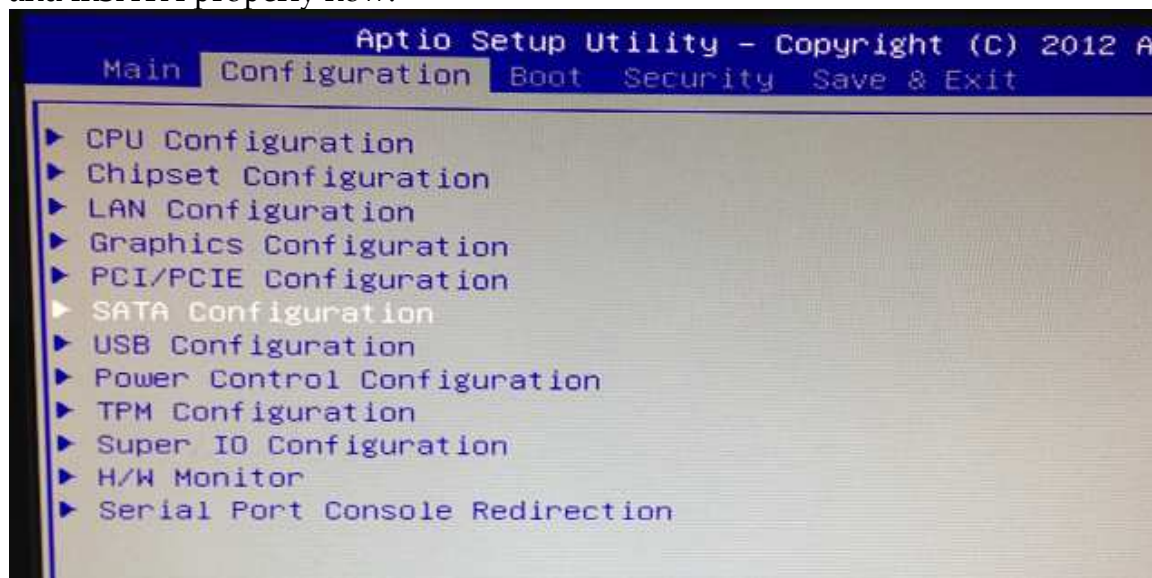 Aptio Setup Utility - Copyright (C) 2012 A
Main Configuration Boot Security Save & Exit
► CPU Configuration
► Chipset Configuration
► LAN Configuration
► Graphics Configuration
► PCI/PCIE Configuration
► SATA Configuration
► USB Configuration
► Power Control Configuration
► TPM Configuration
► Super IO Configuration
► H/W Monitor
► Serial Port Console Redirection